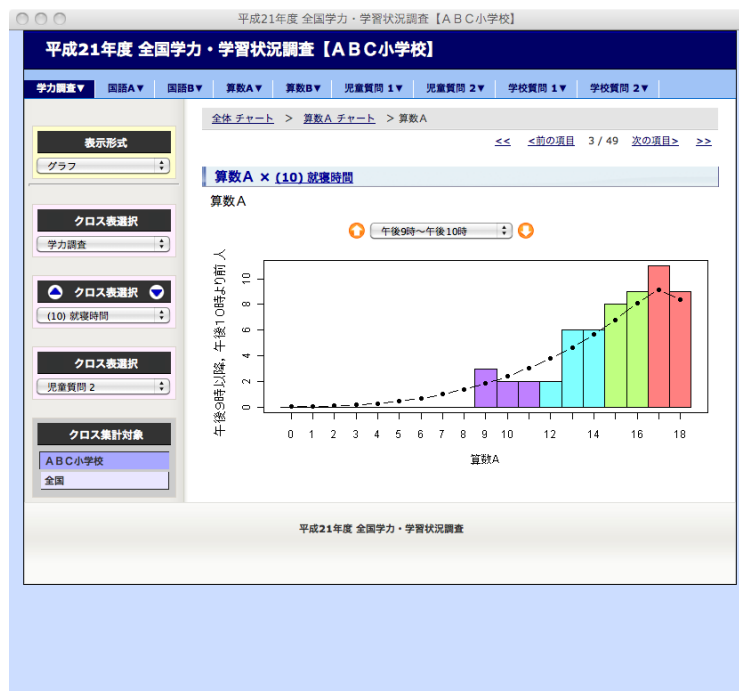 平成21年度 全国学力・学習状況調査【ＡＢＣ小学校】
平成21年度 全国学力・学習状況調査【ＡＢＣ小学校】
学力調査▼ 国語A▼ 国語B▼ 算数A▼ 算数B▼ 児童質問 1▼ 児童質問 2▼ 学校質問 1▼ 学校質問 2▼
全体 チャート > 算数A チャート > 算数A
<< <前の項目 3 / 49 次の項目> >>
表示形式
グラフ
クロス表選択
学力調査
クロス表選択
(10) 就寝時間
クロス表選択
児童質問 2
クロス集計対象
ＡＢＣ小学校
全国
算数A × (10) 就寝時間
算数A
午後9時～午後10時
午後9時以降，午後10時より前 人
10
8
6
4
2
0
0 1 2 3 4 5 6 7 8 9 10 12 14 16 18
算数A
平成21年度 全国学力・学習状況調査